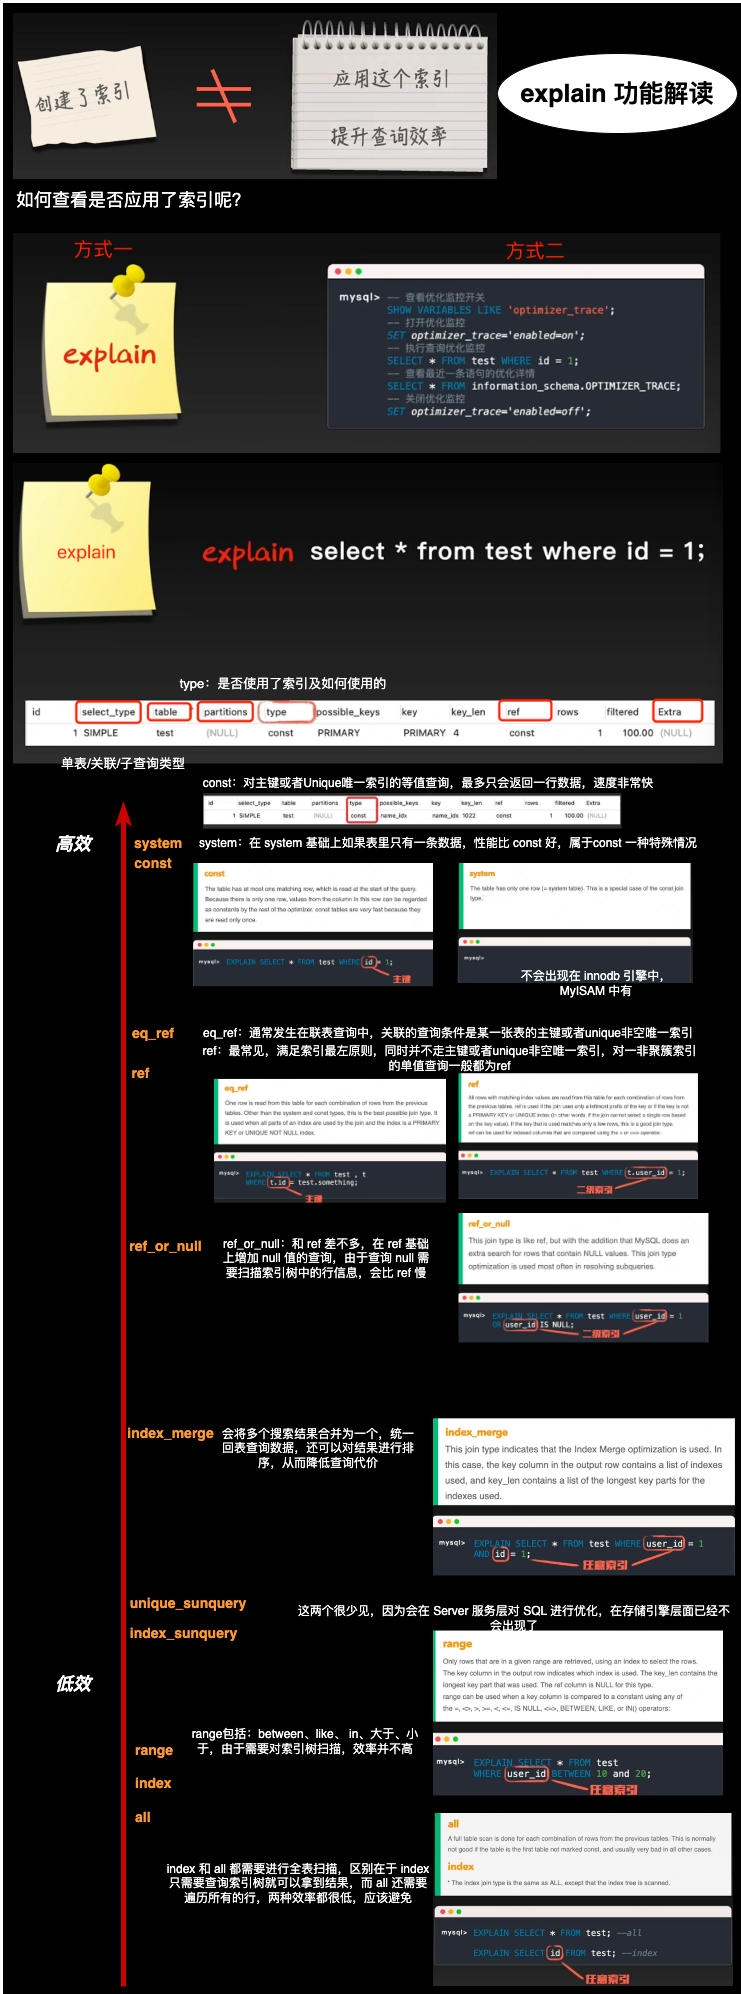 创建了索引
应用这个索引
提升查询效率
explain 功能解读
如何查看是否应用了索引呢?
方式一
方式二
explain
mysql> -- 查看优化监控开关
SHOW VARIABLES LIKE 'optimizer_trace';
-- 打开优化监控
SET optimizer_trace='enabled=on';
-- 执行查询优化监控
SELECT * FROM test WHERE id = 1;
-- 查看最近一条语句的优化详情
SELECT * FROM information_schema.OPTIMIZER_TRACE;
-- 关闭优化监控
SET optimizer_trace='enabled=off';
explain
explain select * from test where id = 1;
type：是否使用了索引及如何使用的
id select_type table partitions type possible_keys key key_len ref rows filtered Extra
1 SIMPLE test (NULL) const PRIMARY PRIMARY 4 const 1 100.00 (NULL)
单表/关联/子查询类型
const：对主键或者Unique唯一索引的等值查询，最多只会返回一行数据，速度非常快
id select_type table partitions type possible_keys key key_len ref rows filtered Extra
1 SIMPLE test (NULL) const name_idx name_idx 1022 const 1 100.00 (NULL)
高效
system
system：在 system 基础上如果表里只有一条数据，性能比 const 好，属于const 一种特殊情况
const
const
The table has at most one matching row, which is read at the start of the query.
Because there is only one row, values from the column in this row can be regarded
as constants by the rest of the optimizer. const tables are very fast because they
are read only once.
system
The table has only one row (= system table). This is a special case of the const join
type.
mysql> EXPLAIN SELECT * FROM test WHERE id = 1;
主键
mysql>
不会出现在 innodb 引擎中，
MyISAM 中有
eq_ref
eq_ref：通常发生在联表查询中，关联的查询条件是某一张表的主键或者unique非空唯一索引
ref：最常见，满足索引最左原则，同时并不走主键或者unique非空唯一索引，对一非聚簇索引
的单值查询一般都为ref
ref
eq_ref
One row is read from this table for each combination of rows from the previous
tables. Other than the system and const types, this is the best possible join type. It
is used when all parts of an index are used by the join and the index is a PRIMARY
KEY or UNIQUE NOT NULL index.
ref
All rows with matching index values are read from this table for each combination of rows from
the previous tables. ref is used if the join uses only a leftmost prefix of the key or if the key is not
a PRIMARY KEY or UNIQUE index (in other words, if the join cannot select a single row based
on the key value). If the key that is used matches only a few rows, this is a good join type.
ref can be used for indexed columns that are compared using the = or <=> operator.
mysql> EXPLAIN SELECT * FROM test , t
WHERE t.id = test.something;
主键
mysql> EXPLAIN SELECT * FROM test WHERE t.user_id = 1;
二级索引
ref_or_null
ref_or_null：和 ref 差不多，在 ref 基础
上增加 null 值的查询，由于查询 null 需
要扫描索引树中的行信息，会比 ref 慢
ref_or_null
This join type is like ref, but with the addition that MySQL does an
extra search for rows that contain NULL values. This join type
optimization is used most often in resolving subqueries.
mysql> EXPLAIN SELECT * FROM test WHERE user_id = 1
OR user_id IS NULL;
二级索引
index_merge
会将多个搜索结果合并为一个，统一
回表查询数据，还可以对结果进行排
序，从而降低查询代价
index_merge
This join type indicates that the Index Merge optimization is used. In
this case, the key column in the output row contains a list of indexes
used, and key_len contains a list of the longest key parts for the
indexes used.
mysql> EXPLAIN SELECT * FROM test WHERE user_id = 1
AND id = 1;
任意索引
unique_sunquery
index_sunquery
这两个很少见，因为会在 Server 服务层对 SQL 进行优化，在存储引擎层面已经不
会出现了
低效
range
Only rows that are in a given range are retrieved, using an index to select the rows.
The key column in the output row indicates which index is used. The key_len contains the
longest key part that was used. The ref column is NULL for this type.
range can be used when a key column is compared to a constant using any of
the =, <>, >, >=, <, <=, IS NULL, <=>, BETWEEN, LIKE, or IN() operators:
range
range包括：between、like、 in、大于、小
于，由于需要对索引树扫描，效率并不高
mysql> EXPLAIN SELECT * FROM test
WHERE user_id BETWEEN 10 and 20;
任意索引
index
all
all
A full table scan is done for each combination of rows from the previous tables. This is normally
not good if the table is the first table not marked const, and usually very bad in all other cases.
index
* The index join type is the same as ALL, except that the index tree is scanned.
index 和 all 都需要进行全表扫描，区别在于 index
只需要查询索引树就可以拿到结果，而 all 还需要
遍历所有的行，两种效率都很低，应该避免
mysql> EXPLAIN SELECT * FROM test; --all
EXPLAIN SELECT id FROM test; --index
任意索引